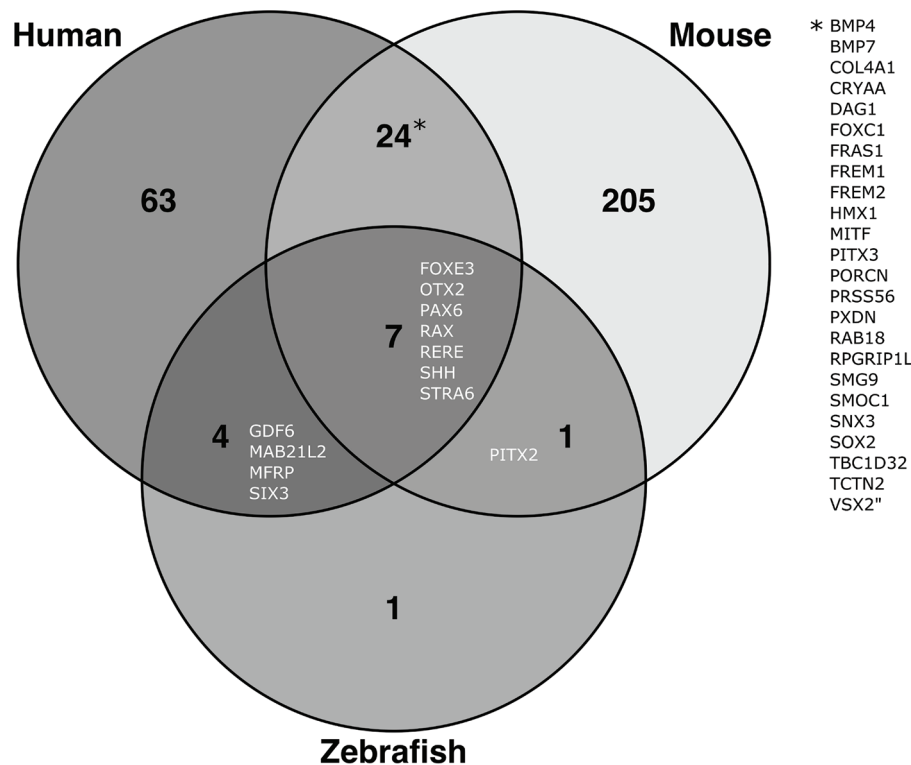 Human
Mouse
24*
63
205
7
FOXE3
OTX2
PAX6
RAX
RERE
SHH
STRA6
4
GDF6
MAB21L2
MFRP
SIX3
1
PITX2
1
Zebrafish
* BMP4
BMP7
COL4A1
CRYAA
DAG1
FOXC1
FRAS1
FREM1
FREM2
HMX1
MITF
PITX3
PORCN
PRSS56
PXDN
RAB18
RPGRIP1L
SMG9
SMOC1
SNX3
SOX2
TBC1D32
TCTN2
VSX2"